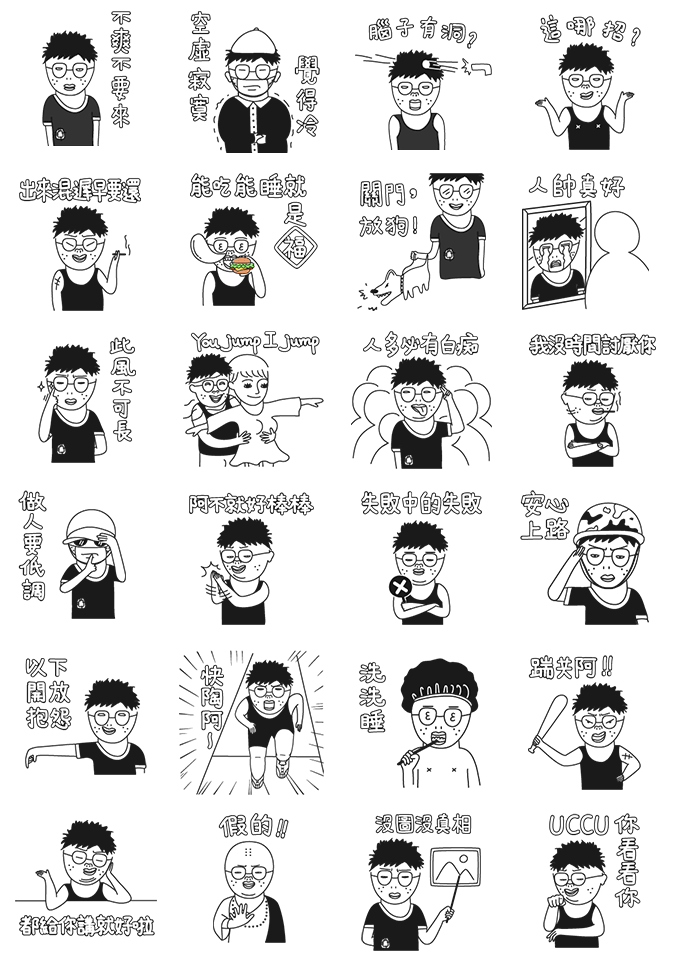 不爽不要來
空虛寂寞
覺得冷
腦子有洞?
這哪招?
出來混遲早要還
能吃能睡就
是
福
關門，
放狗!
人帥真好
此風不可長
You jump I jump
人多必有白痴
我沒時間討厭你
做人要低調
阿不就好棒棒
失敗中的失敗
安心
上路
以下
開放
抱怨
快陶阿~
洗洗睡
踹共阿!!
都給你講就好啦
假的!!
沒圖沒真相
UCCU你
看看你